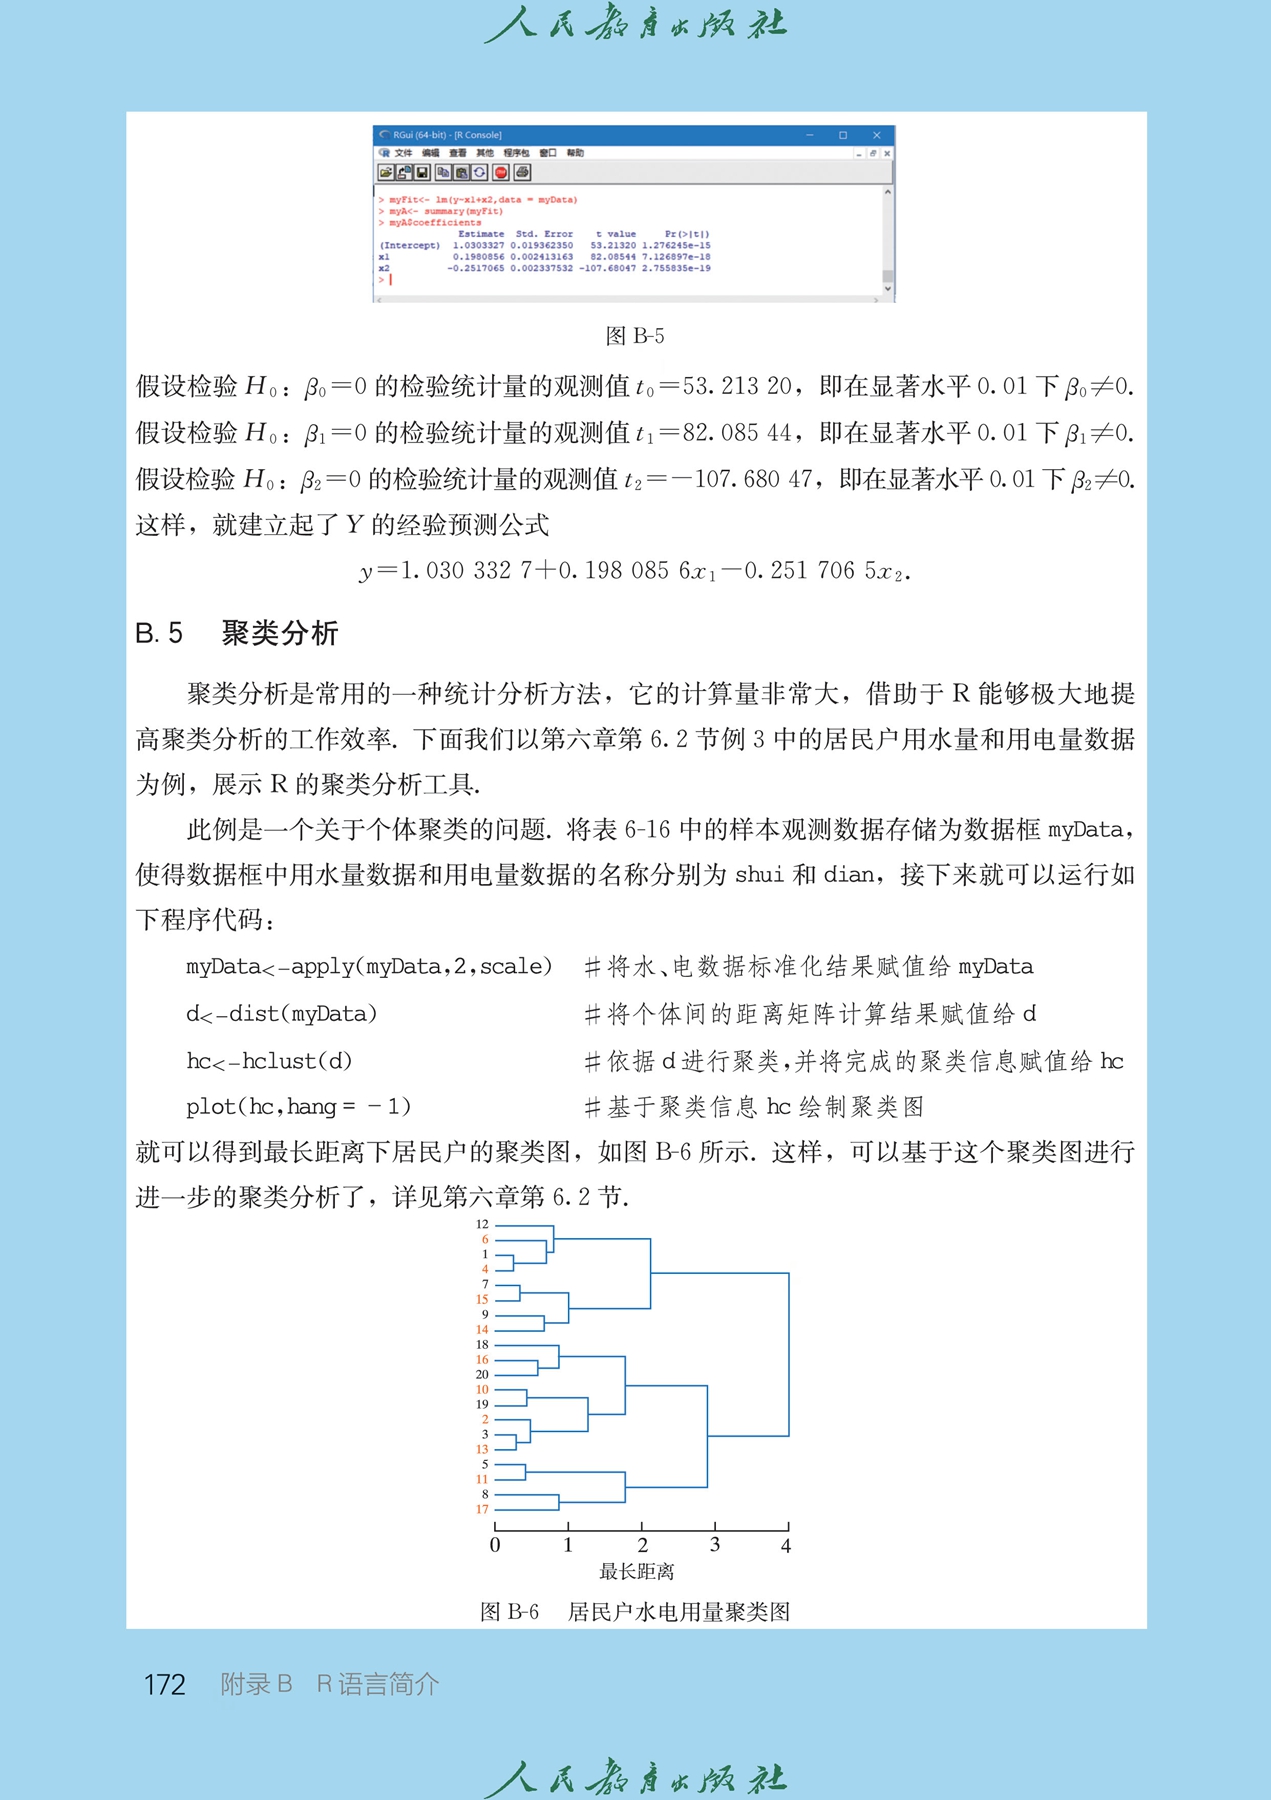 人民教育出版社
RGui (64-bit) - [R Console]
文件 编辑 查看 其他 程序包 窗口 帮助
> myFit<- lm(y~x1+x2,data = myData)
> myA<- summary(myFit)
> myA$coefficients
Estimate Std. Error t value Pr(>|t|)
(Intercept) 1.0303327 0.019362350 53.21320 1.276245e-15
x1 0.1980856 0.002413163 82.08544 7.126897e-18
x2 -0.2517065 0.002337532 -107.68047 2.755835e-19
>
图 B-5
假设检验 H₀：β₀＝0 的检验统计量的观测值 t₀＝53.213 20，即在显著水平 0.01 下 β₀≠0.
假设检验 H₀：β₁＝0 的检验统计量的观测值 t₁＝82.085 44，即在显著水平 0.01 下 β₁≠0.
假设检验 H₀：β₂＝0 的检验统计量的观测值 t₂＝－107.680 47，即在显著水平 0.01 下 β₂≠0.
这样，就建立起了 Y 的经验预测公式
y＝1.030 332 7＋0.198 085 6x₁－0.251 706 5x₂.
B.5 聚类分析
聚类分析是常用的一种统计分析方法，它的计算量非常大，借助于 R 能够极大地提
高聚类分析的工作效率. 下面我们以第六章第 6.2 节例 3 中的居民户用水量和用电量数据
为例，展示 R 的聚类分析工具.
此例是一个关于个体聚类的问题. 将表 6-16 中的样本观测数据存储为数据框 myData，
使得数据框中用水量数据和用电量数据的名称分别为 shui 和 dian，接下来就可以运行如
下程序代码：
myData<-apply(myData,2,scale) #将水、电数据标准化结果赋值给 myData
d<-dist(myData) #将个体间的距离矩阵计算结果赋值给 d
hc<-hclust(d) #依据 d 进行聚类,并将完成的聚类信息赋值给 hc
plot(hc,hang = -1) #基于聚类信息 hc 绘制聚类图
就可以得到最长距离下居民户的聚类图，如图 B-6 所示. 这样，可以基于这个聚类图进行
进一步的聚类分析了，详见第六章第 6.2 节.
12
6
1
4
7
15
9
14
18
16
20
10
19
2
3
13
5
11
8
17
0 1 2 3 4
最长距离
图 B-6 居民户水电用量聚类图
172 附录 B R 语言简介
人民教育出版社